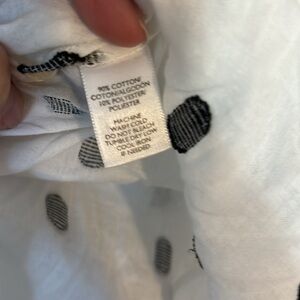 90% COTTON/
COTON/ALGODON
10% POLYESTER/
POLIESTER
MACHINE
WASH COLD
DO NOT BLEACH
TUMBLE DRY LOW
COOL IRON
IF NEEDED